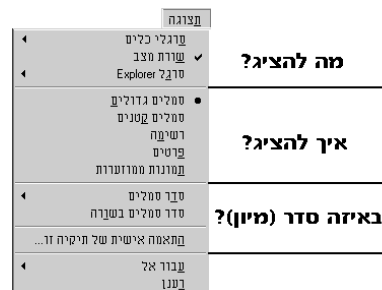 תצוגה
סרגלי כלים
שורת מצב
סרגל Explorer
מה להציג?
סמלים גדולים
סמלים קטנים
רשימה
פרטים
תמונות ממוזערות
איך להציג?
סדר סמלים
סדר סמלים בשורה
באיזה סדר (מיון)?
התאמה אישית של תיקיה זו...
עבור אל
רענן